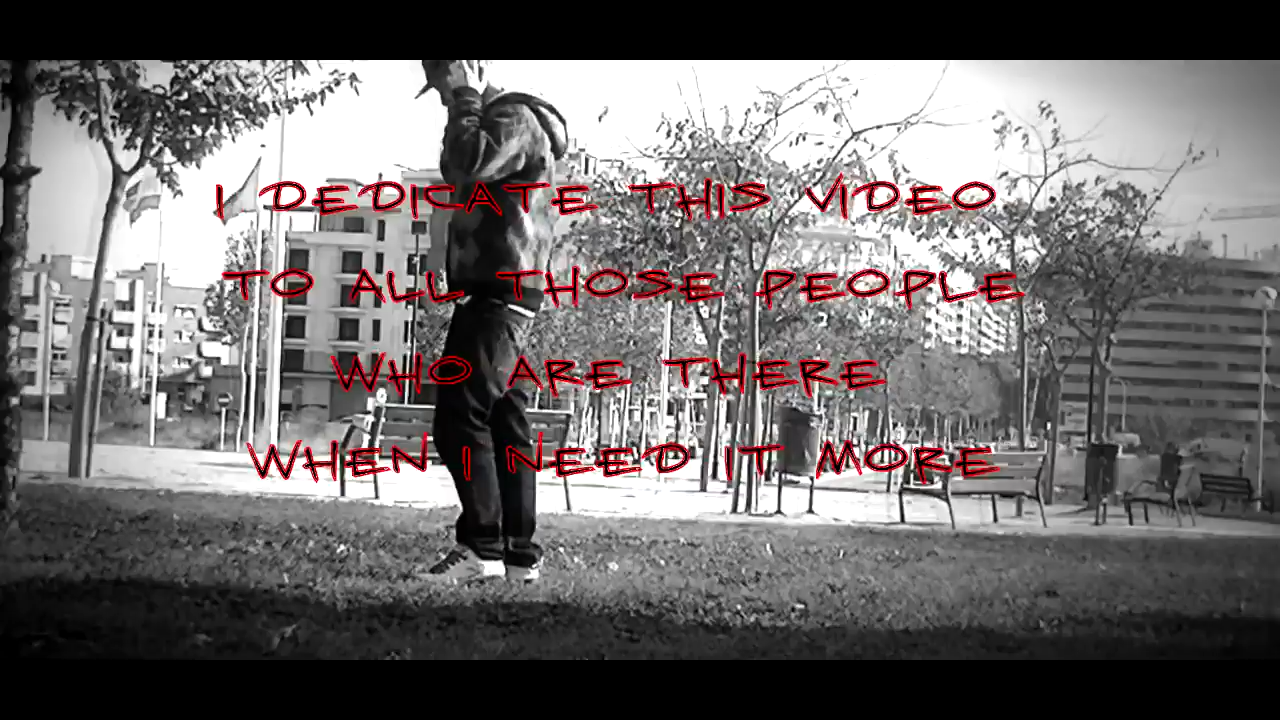 I DEDICATE THIS VIDEO
TO ALL THOSE PEOPLE
WHO ARE THERE
WHEN I NEED IT MORE